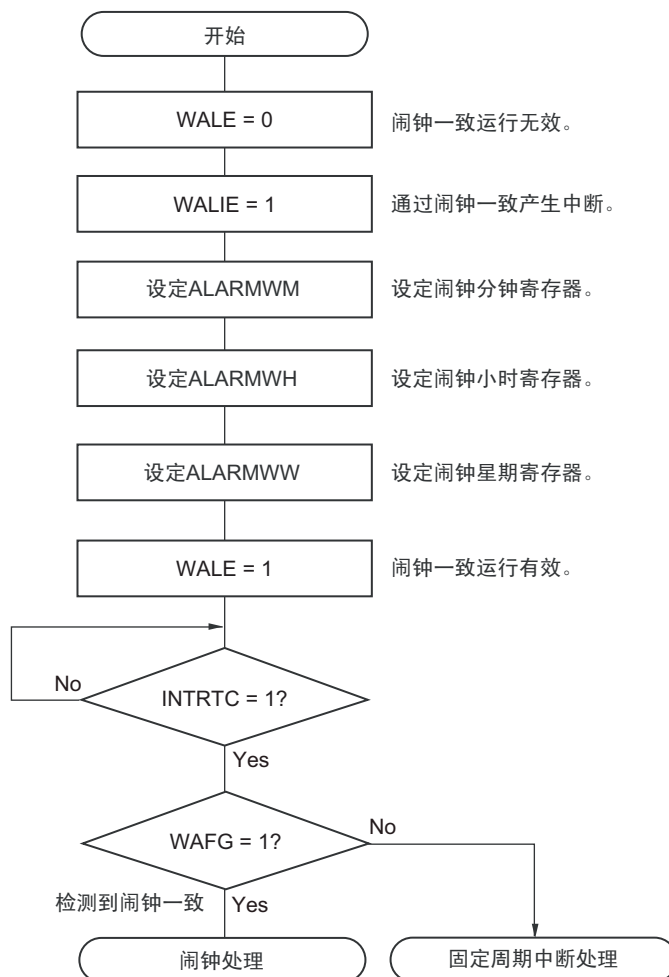 开始
WALE = 0
闹钟一致运行无效。
WALIE = 1
通过闹钟一致产生中断。
设定ALARMWM
设定闹钟分钟寄存器。
设定ALARMWH
设定闹钟小时寄存器。
设定ALARMWW
设定闹钟星期寄存器。
WALE = 1
闹钟一致运行有效。
No
INTRTC = 1?
Yes
WAFG = 1?
No
检测到闹钟一致
Yes
闹钟处理
固定周期中断处理